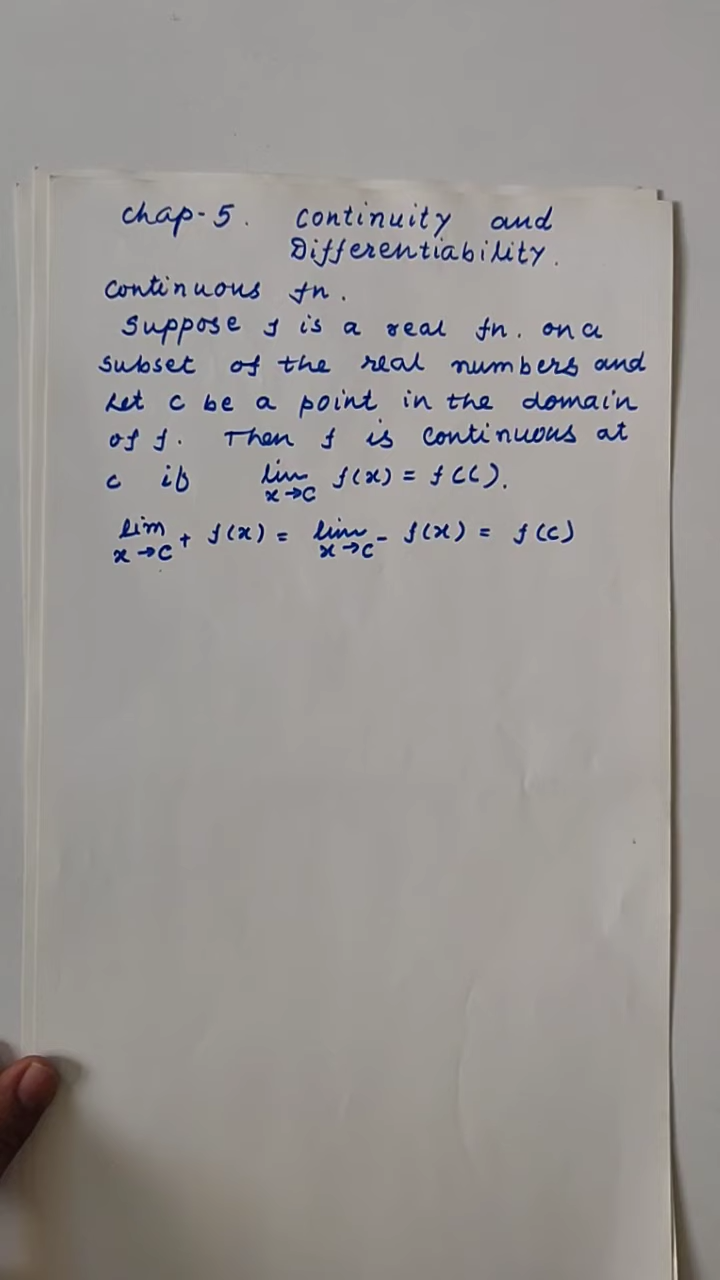 Chap-5. Continuity and
Differentiability.
Continuous fn.
Suppose f is a real fn. on a
subset of the real numbers and
Let c be a point in the domain
of f. Then f is continuous at
c if lim x→c f(x) = f(c).
lim x→c+ f(x) = lim x→c- f(x) = f(c)